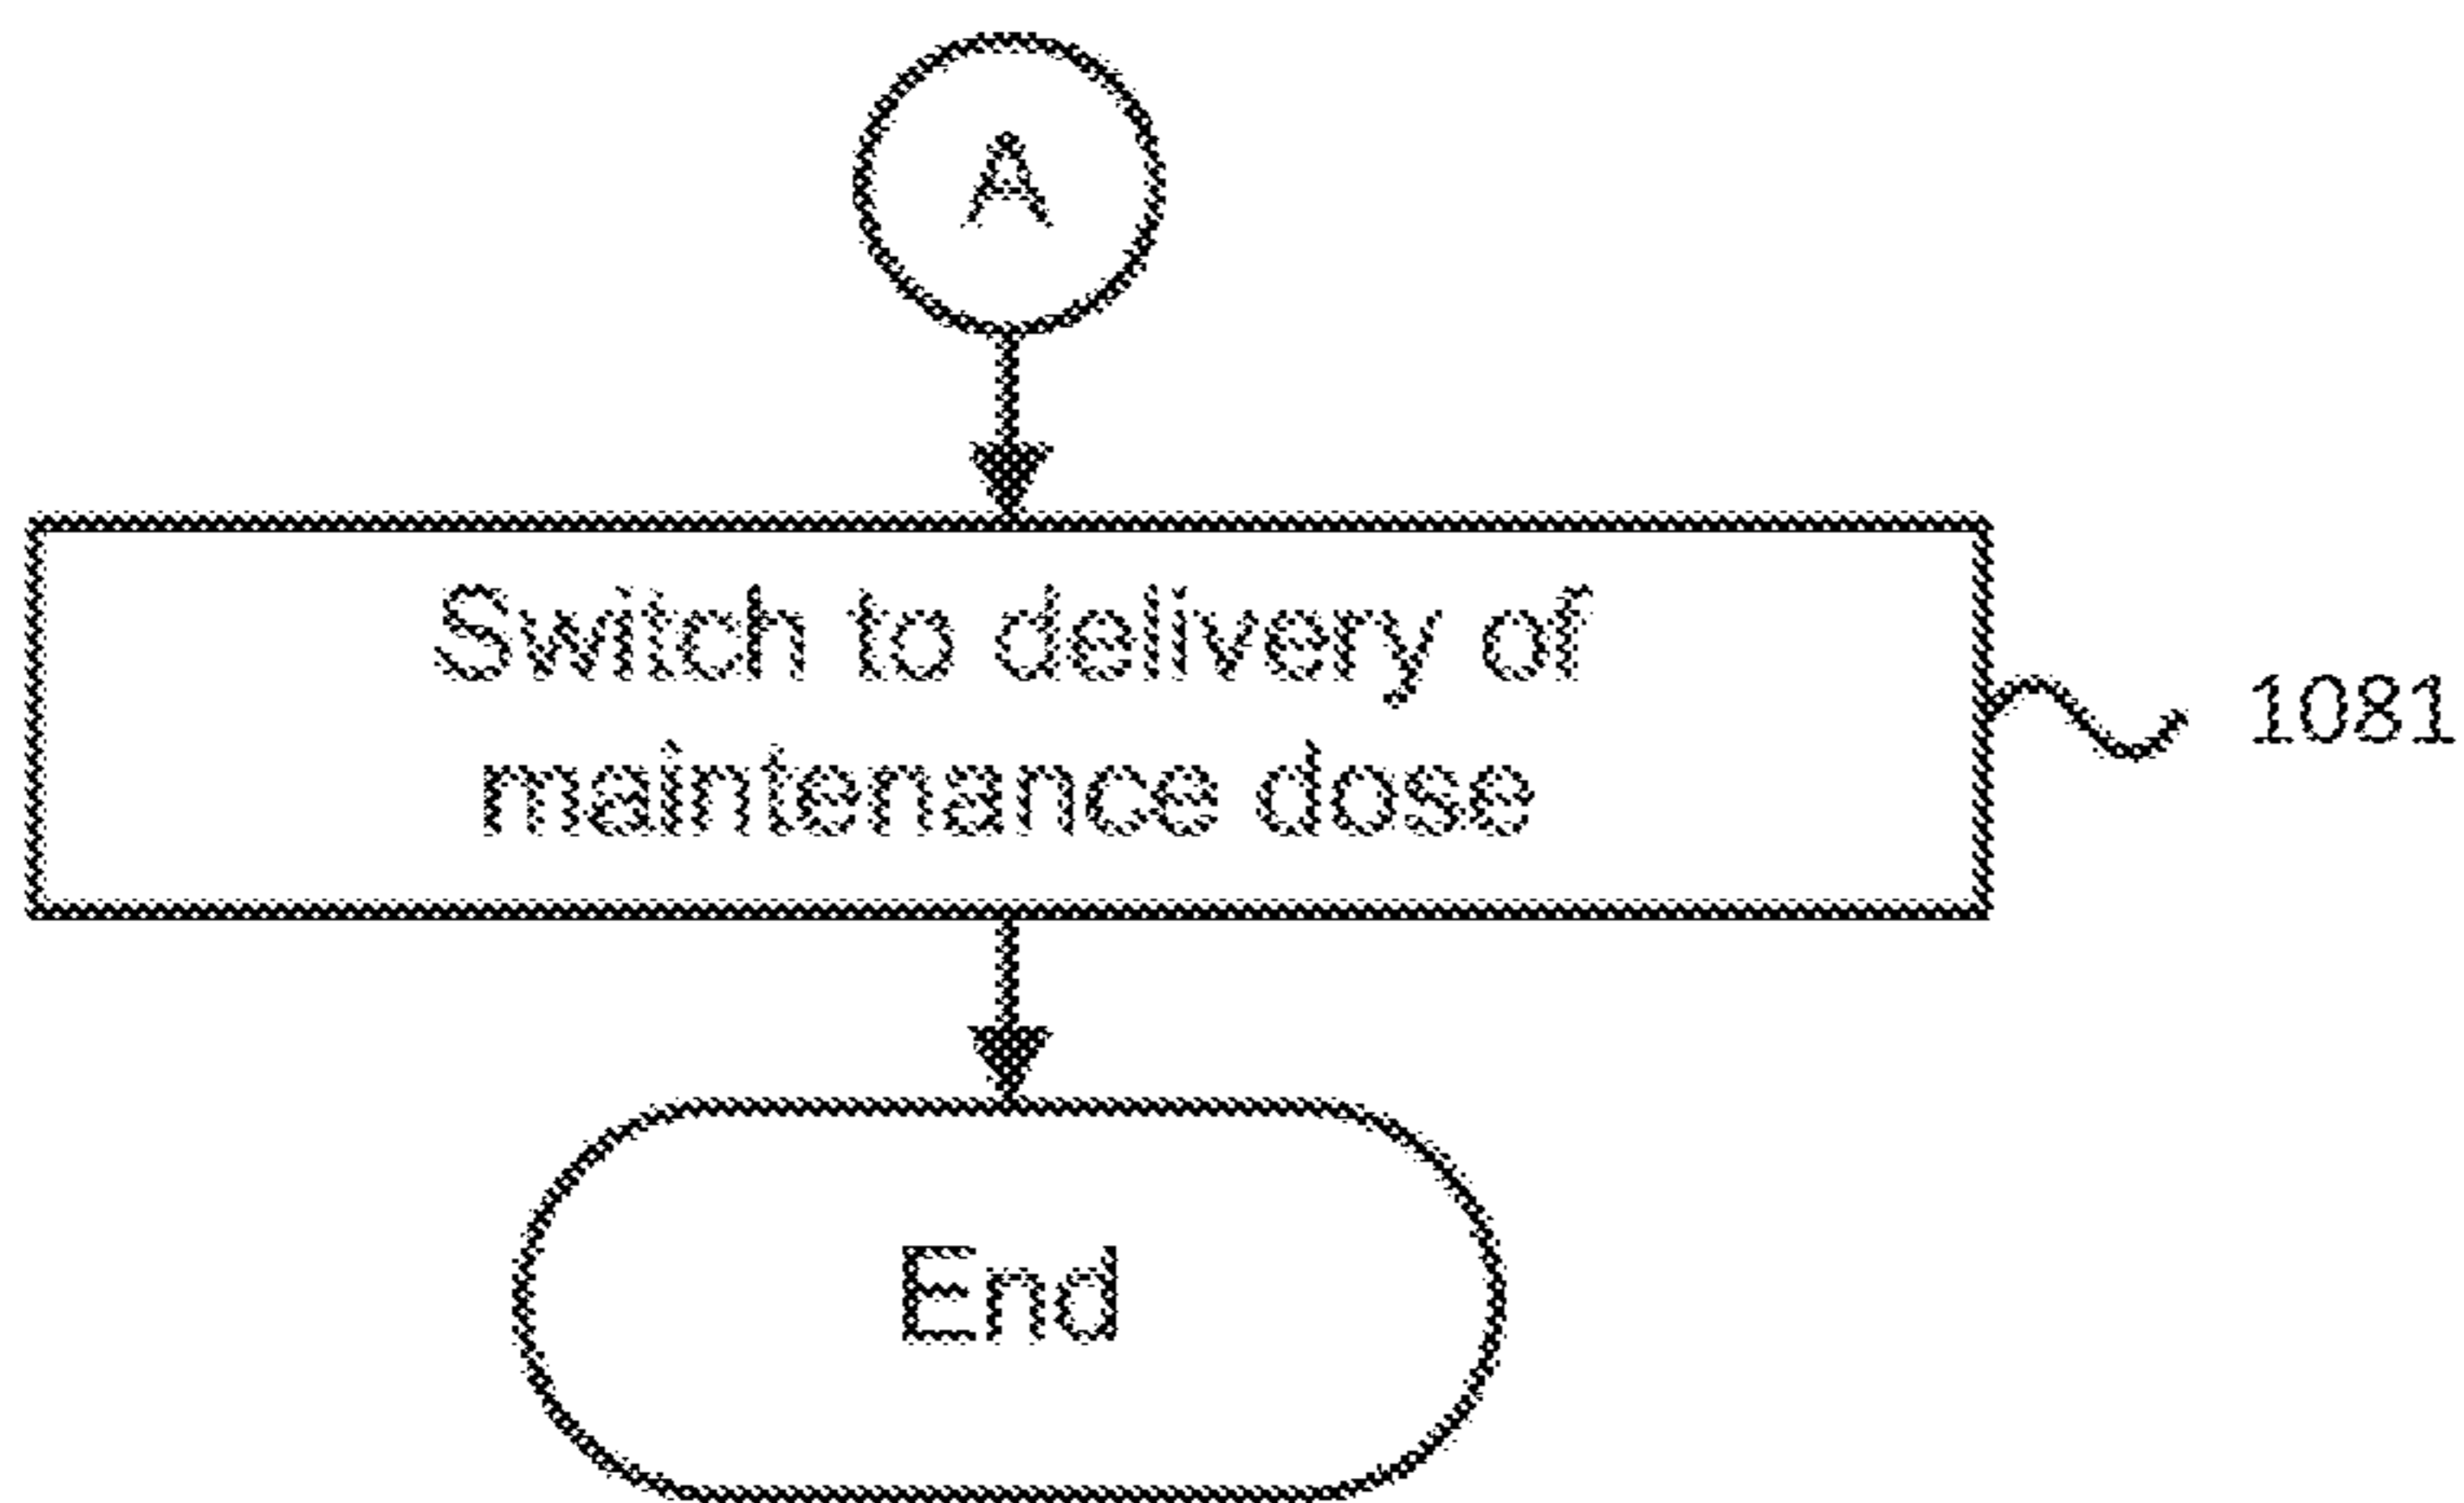 A
Switch to delivery of
maintenance dose
1081
End